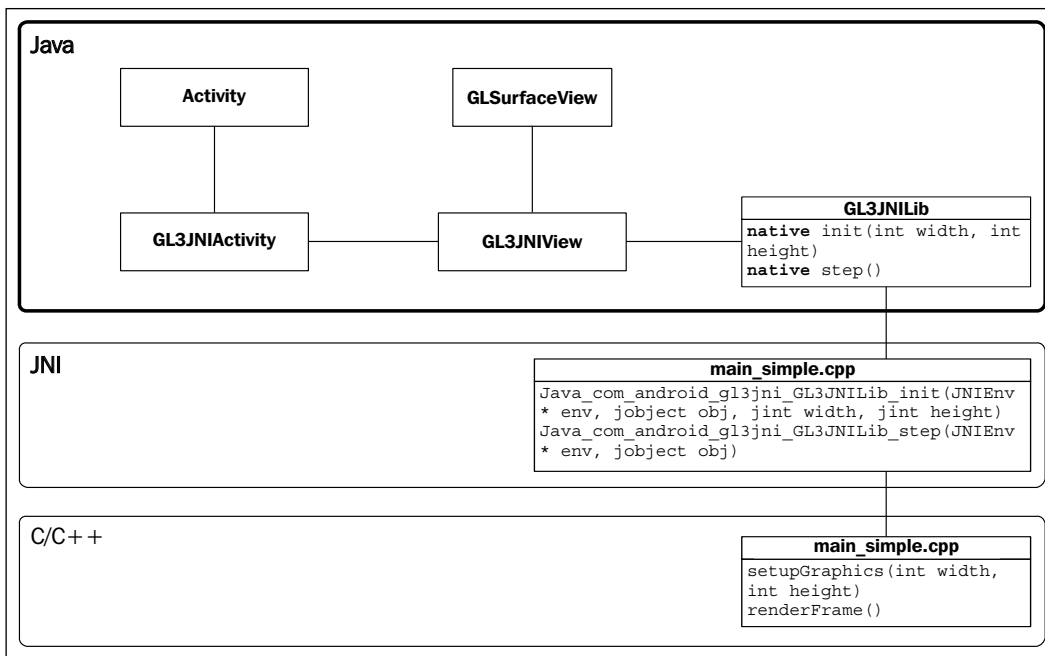 Java
Activity
GLSurfaceView
GL3JNIActivity
GL3JNIView
GL3JNILib
native init(int width, int
height)
native step()
JNI
main_simple.cpp
Java_com_android_gl3jni_GL3JNILib_init(JNIEnv
* env, jobject obj, jint width, jint height)
Java_com_android_gl3jni_GL3JNILib_step(JNIEnv
* env, jobject obj)
C/C++
main_simple.cpp
setupGraphics(int width,
int height)
renderFrame()